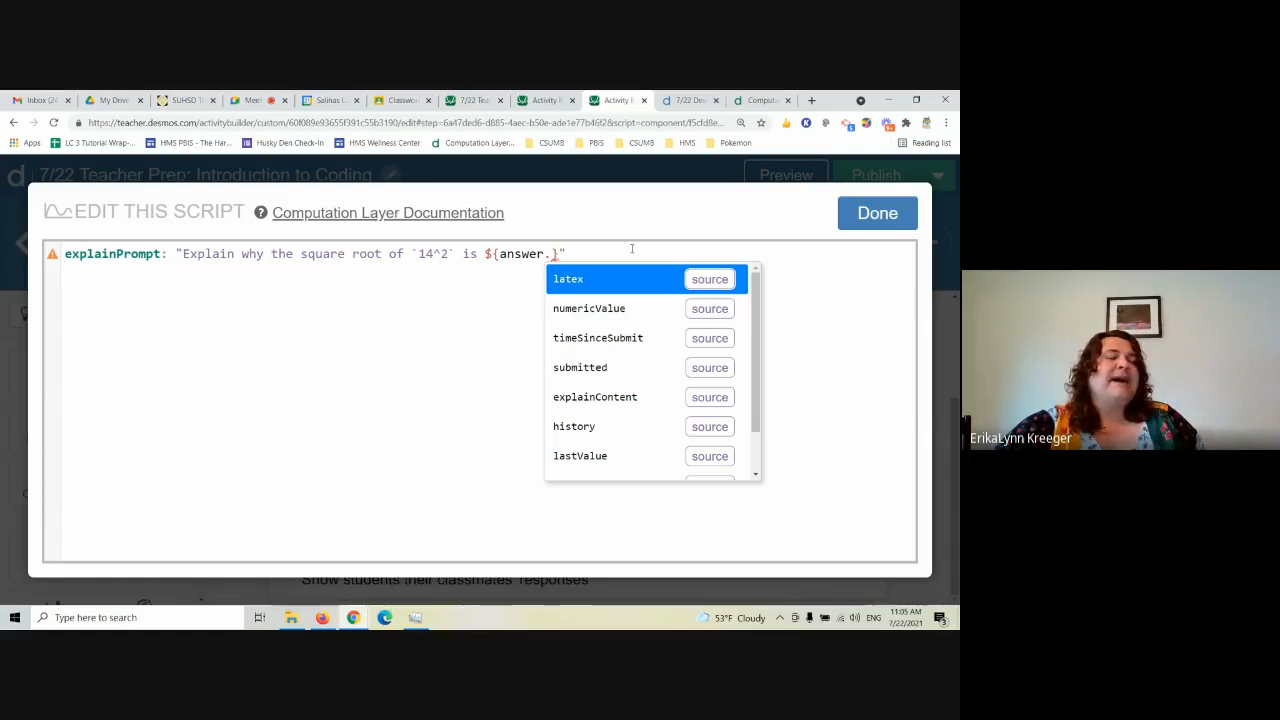 Inbox (24
My Drive
SUHSD T
Meet
Salinas U
Classwor
7/22 Tea
Activity B
Activity B
7/22 Des
Computa
https://teacher.desmos.com/activitybuilder/custom/60f089e93655f391c55b3190/edit#step=6a47ded6-d885-4aec-b50e-ade1e77b46f2&script=component/f5cfd8e...
Apps
LC 3 Tutorial Wrap-...
HMS PBIS - The Har...
Husky Den Check-In
HMS Wellness Center
Computation Layer...
CSUMB
PBIS
CSUMB
HMS
Pokemon
Reading list
7/22 Teacher Prep: Introduction to Coding
Preview
Publish
EDIT THIS SCRIPT
Computation Layer Documentation
Done
explainPrompt: "Explain why the square root of `14^2` is ${answer.}"
latex source
numericValue source
timeSinceSubmit source
submitted source
explainContent source
history source
lastValue source
Show students their classmates' responses
ErikaLynn Kreeger
Type here to search
53°F Cloudy
ENG
11:05 AM
7/22/2021
3